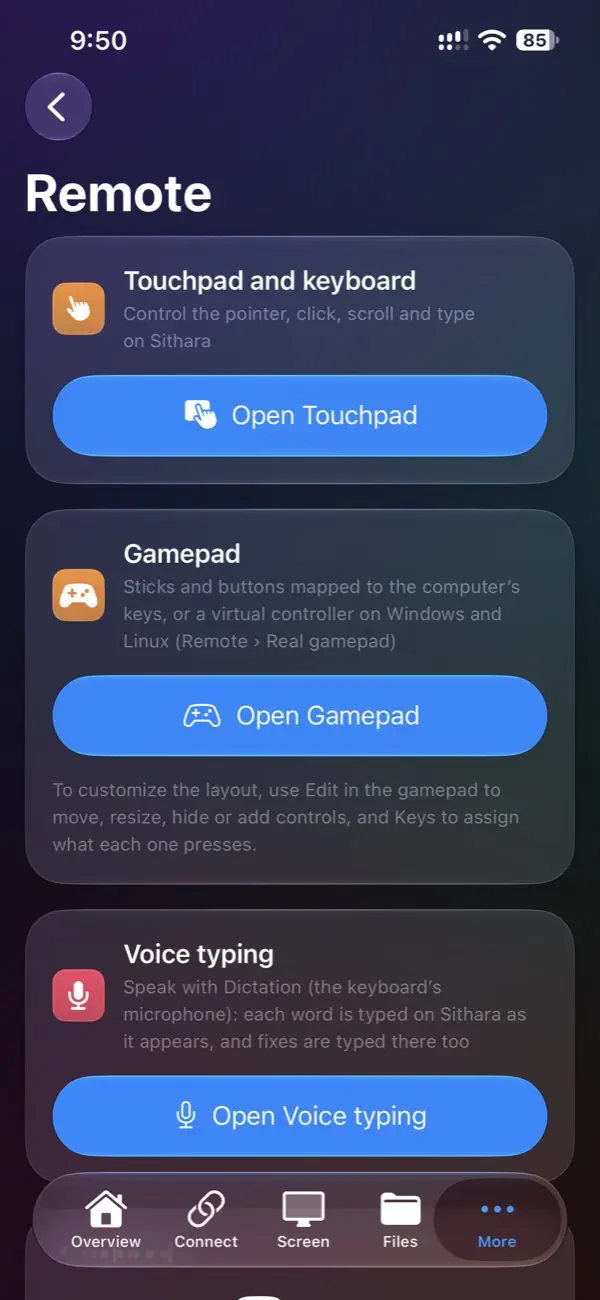 9:50
85
Remote
Touchpad and keyboard
Control the pointer, click, scroll and type
on Sithara
Open Touchpad
Gamepad
Sticks and buttons mapped to the computer's
keys, or a virtual controller on Windows and
Linux (Remote › Real gamepad)
Open Gamepad
To customize the layout, use Edit in the gamepad to
move, resize, hide or add controls, and Keys to assign
what each one presses.
Voice typing
Speak with Dictation (the keyboard's
microphone): each word is typed on Sithara as
it appears, and fixes are typed there too
Open Voice typing
Overview
Connect
Screen
Files
More